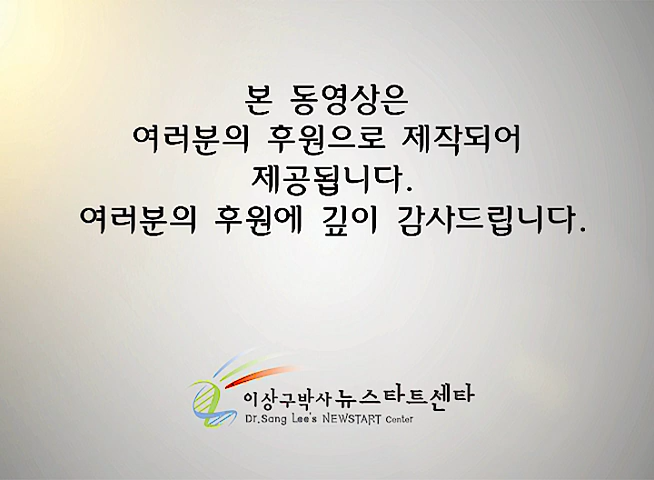 본 동영상은
여러분의 후원으로 제작되어
제공됩니다.
여러분의 후원에 깊이 감사드립니다.
이상구박사 뉴스타트센타
Dr.Sang Lee's NEWSTART Center